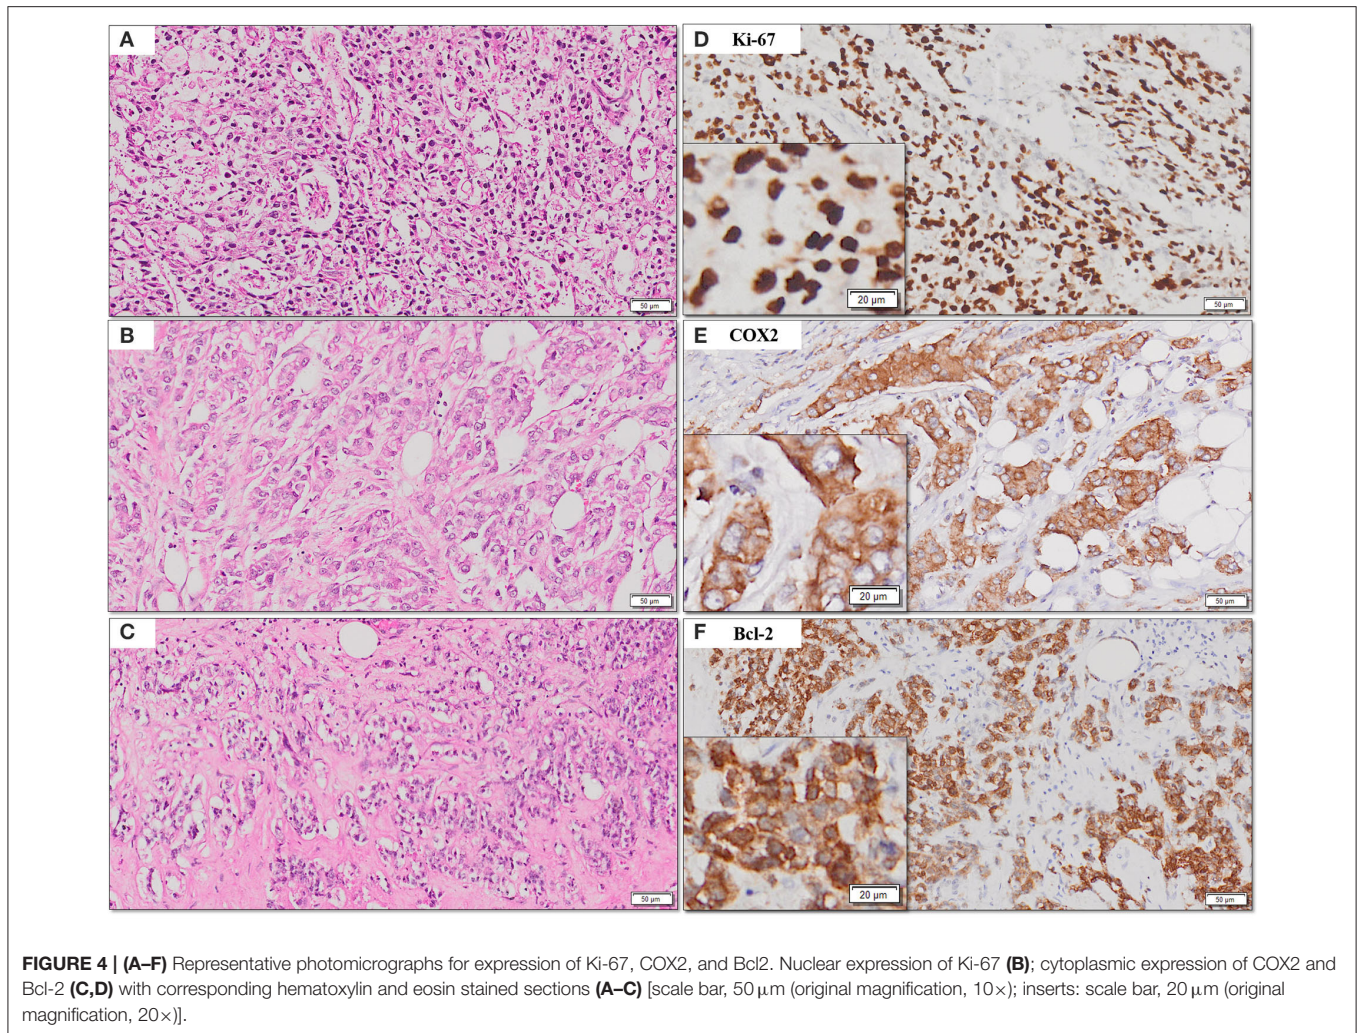 A
D Ki-67
20 µm
50 µm
50 µm
B
E COX2
20 µm
50 µm
50 µm
C
F Bcl-2
20 µm
50 µm
50 µm
FIGURE 4 | (A–F) Representative photomicrographs for expression of Ki-67, COX2, and Bcl2. Nuclear expression of Ki-67 (B); cytoplasmic expression of COX2 and
Bcl-2 (C,D) with corresponding hematoxylin and eosin stained sections (A–C) [scale bar, 50 µm (original magnification, 10×); inserts: scale bar, 20 µm (original
magnification, 20×)].